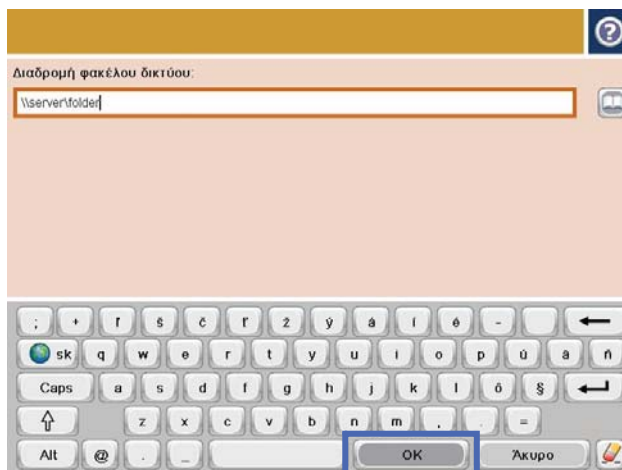 ?
Διαδρομή φακέλου δικτύου:
\\server\folder
; + š č ž ý á í é -
sk q w e r t y u i o p ú ä ň
Caps a s d f g h j k l ô §
z x c v b n m , . =
Alt @ . _ OK Άκυρο